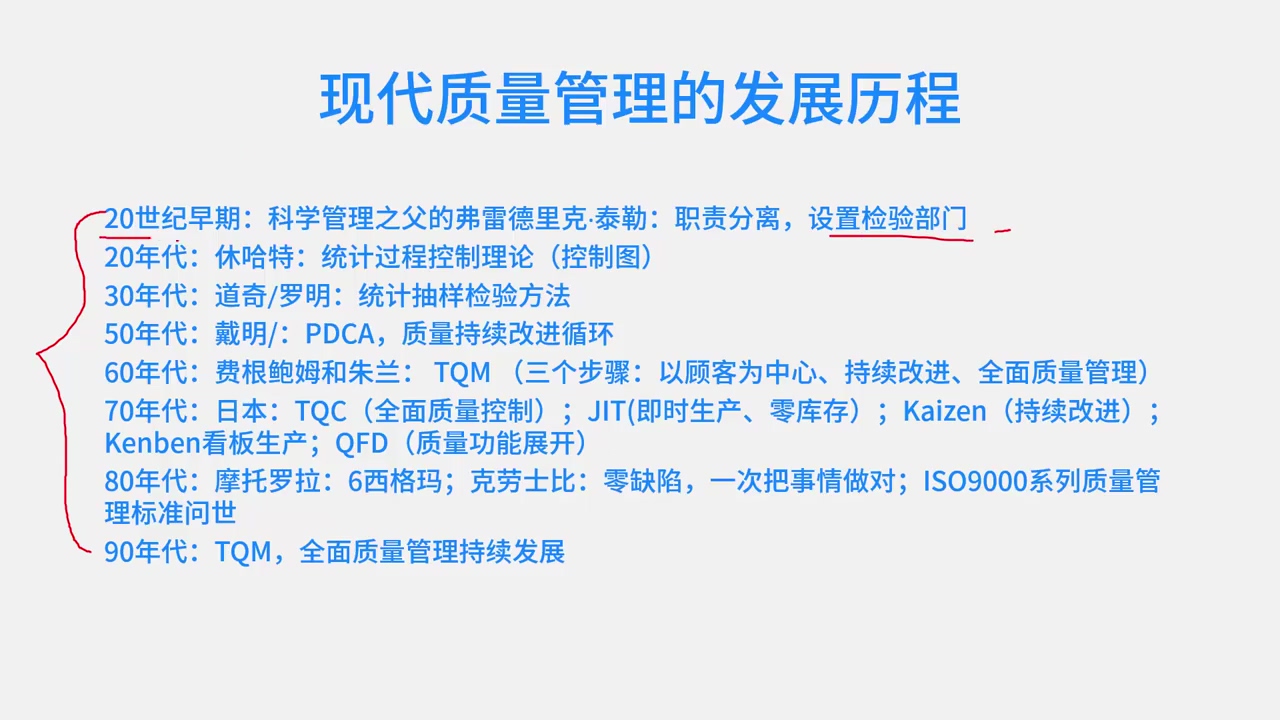 现代质量管理的发展历程
20世纪早期：科学管理之父的弗雷德里克·泰勒：职责分离，设置检验部门
20年代：休哈特：统计过程控制理论（控制图）
30年代：道奇/罗明：统计抽样检验方法
50年代：戴明/：PDCA，质量持续改进循环
60年代：费根鲍姆和朱兰： TQM （三个步骤：以顾客为中心、持续改进、全面质量管理）
70年代：日本：TQC（全面质量控制）；JIT(即时生产、零库存）；Kaizen（持续改进）；
Kenben看板生产；QFD（质量功能展开）
80年代：摩托罗拉：6西格玛；克劳士比：零缺陷，一次把事情做对；ISO9000系列质量管
理标准问世
90年代：TQM，全面质量管理持续发展